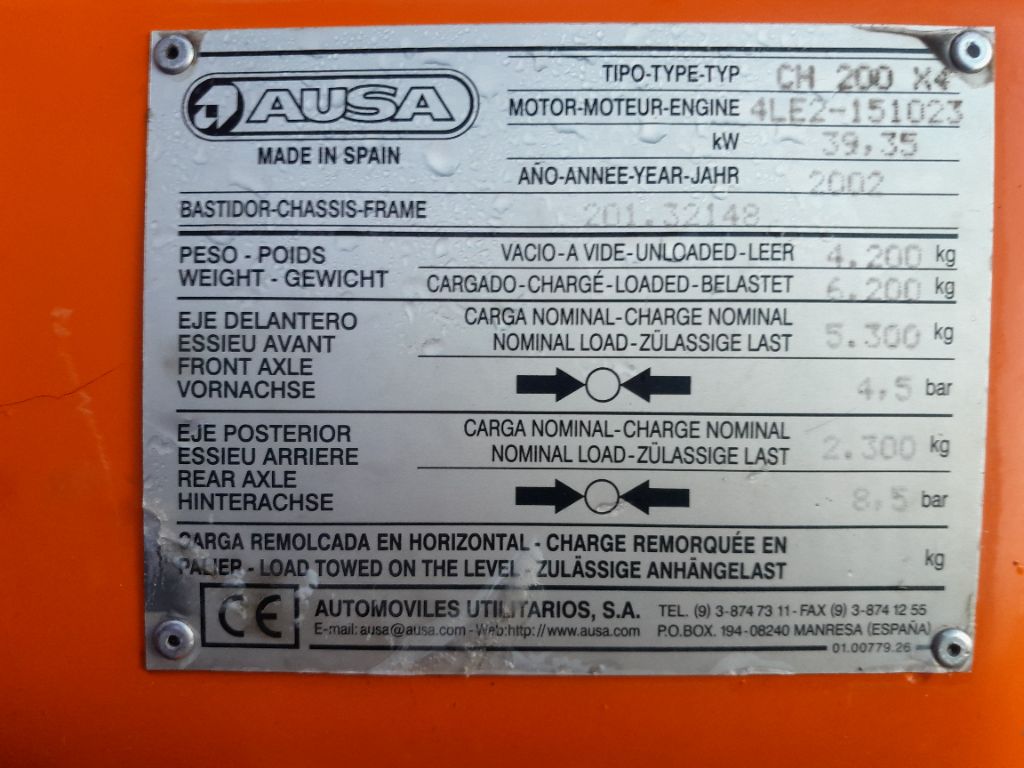 AUSA
MADE IN SPAIN
TIPO-TYPE-TYP CH 200 X4
MOTOR-MOTEUR-ENGINE 4LE2-151023
kW 39,35
AÑO-ANNEE-YEAR-JAHR 2002
BASTIDOR-CHASSIS-FRAME 201.32148
PESO - POIDS
WEIGHT - GEWICHT
VACIO-A VIDE-UNLOADED-LEER 4.200 kg
CARGADO-CHARGÉ-LOADED-BELASTET 6.200 kg
EJE DELANTERO
ESSIEU AVANT
FRONT AXLE
VORNACHSE
CARGA NOMINAL-CHARGE NOMINAL
NOMINAL LOAD-ZÜLASSIGE LAST 5.300 kg
4,5 bar
EJE POSTERIOR
ESSIEU ARRIERE
REAR AXLE
HINTERACHSE
CARGA NOMINAL-CHARGE NOMINAL
NOMINAL LOAD-ZÜLASSIGE LAST 2.300 kg
8,5 bar
CARGA REMOLCADA EN HORIZONTAL - CHARGE REMORQUÉE EN
PALIER - LOAD TOWED ON THE LEVEL - ZULÄSSIGE ANHÄNGELAST kg
CE
AUTOMOVILES UTILITARIOS, S.A. TEL. (9) 3-874 73 11 - FAX (9) 3-874 12 55
E-mail: ausa@ausa.com - Web:http://www.ausa.com P.O.BOX. 194-08240 MANRESA (ESPAÑA)
01.00779.26